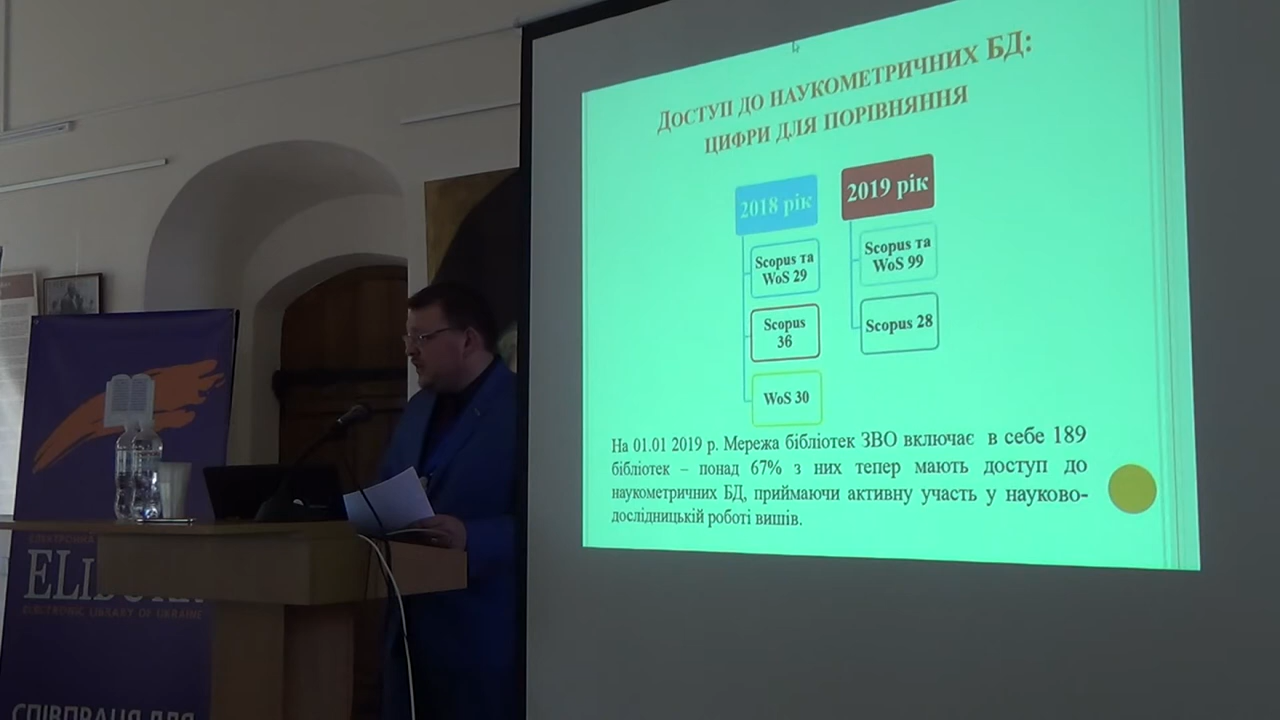 ДОСТУП ДО НАУКОМЕТРИЧНИХ БД:
ЦИФРИ ДЛЯ ПОРІВНЯННЯ
2018 рік
Scopus та
WoS 29
Scopus
36
WoS 30
2019 рік
Scopus та
WoS 99
Scopus 28
На 01.01 2019 р. Мережа бібліотек ЗВО включає в себе 189
бібліотек – понад 67% з них тепер мають доступ до
наукометричних БД, приймаючи активну участь у науково-
дослідницькій роботі вишів.
ELECTRONIC LIBRARY OF UKRAINE
СПІВПРАЦЯ ДЛЯ